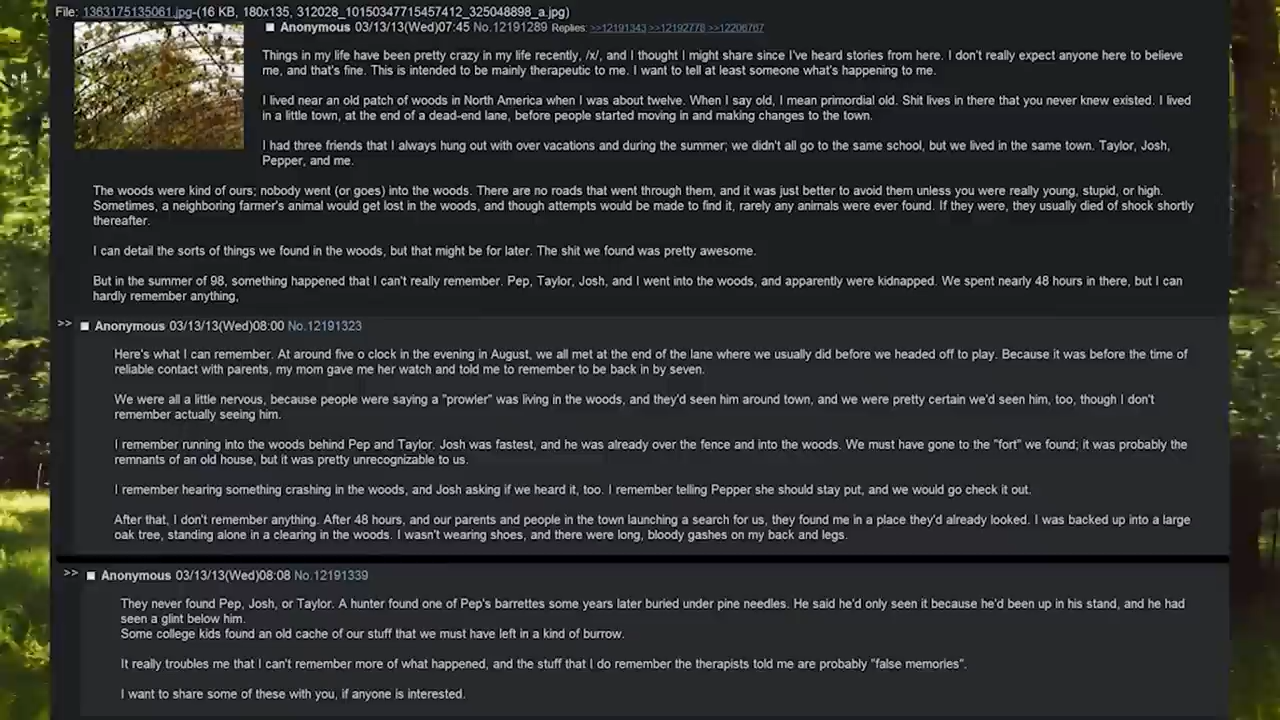 File: 1363175135061.jpg-(16 KB, 180x135, 312028_10150347715457412_325048898_a.jpg)
Anonymous 03/13/13(Wed)07:45 No.12191289 Replies: >>12191343 >>12192778 >>12206767
Things in my life have been pretty crazy in my life recently, /x/, and I thought I might share since I've heard stories from here. I don't really expect anyone here to believe
me, and that's fine. This is intended to be mainly therapeutic to me. I want to tell at least someone what's happening to me.
I lived near an old patch of woods in North America when I was about twelve. When I say old, I mean primordial old. Shit lives in there that you never knew existed. I lived
in a little town, at the end of a dead-end lane, before people started moving in and making changes to the town.
I had three friends that I always hung out with over vacations and during the summer; we didn't all go to the same school, but we lived in the same town. Taylor, Josh,
Pepper, and me.
The woods were kind of ours; nobody went (or goes) into the woods. There are no roads that went through them, and it was just better to avoid them unless you were really young, stupid, or high.
Sometimes, a neighboring farmer's animal would get lost in the woods, and though attempts would be made to find it, rarely any animals were ever found. If they were, they usually died of shock shortly
thereafter.
I can detail the sorts of things we found in the woods, but that might be for later. The shit we found was pretty awesome.
But in the summer of 98, something happened that I can't really remember. Pep, Taylor, Josh, and I went into the woods, and apparently were kidnapped. We spent nearly 48 hours in there, but I can
hardly remember anything,
>> Anonymous 03/13/13(Wed)08:00 No.12191323
Here's what I can remember. At around five o clock in the evening in August, we all met at the end of the lane where we usually did before we headed off to play. Because it was before the time of
reliable contact with parents, my mom gave me her watch and told me to remember to be back in by seven.
We were all a little nervous, because people were saying a "prowler" was living in the woods, and they'd seen him around town, and we were pretty certain we'd seen him, too, though I don't
remember actually seeing him.
I remember running into the woods behind Pep and Taylor. Josh was fastest, and he was already over the fence and into the woods. We must have gone to the "fort" we found; it was probably the
remnants of an old house, but it was pretty unrecognizable to us.
I remember hearing something crashing in the woods, and Josh asking if we heard it, too. I remember telling Pepper she should stay put, and we would go check it out.
After that, I don't remember anything. After 48 hours, and our parents and people in the town launching a search for us, they found me in a place they'd already looked. I was backed up into a large
oak tree, standing alone in a clearing in the woods. I wasn't wearing shoes, and there were long, bloody gashes on my back and legs.
>> Anonymous 03/13/13(Wed)08:08 No.12191339
They never found Pep, Josh, or Taylor. A hunter found one of Pep's barrettes some years later buried under pine needles. He said he'd only seen it because he'd been up in his stand, and he had
seen a glint below him.
Some college kids found an old cache of our stuff that we must have left in a kind of burrow.
It really troubles me that I can't remember more of what happened, and the stuff that I do remember the therapists told me are probably "false memories".
I want to share some of these with you, if anyone is interested.